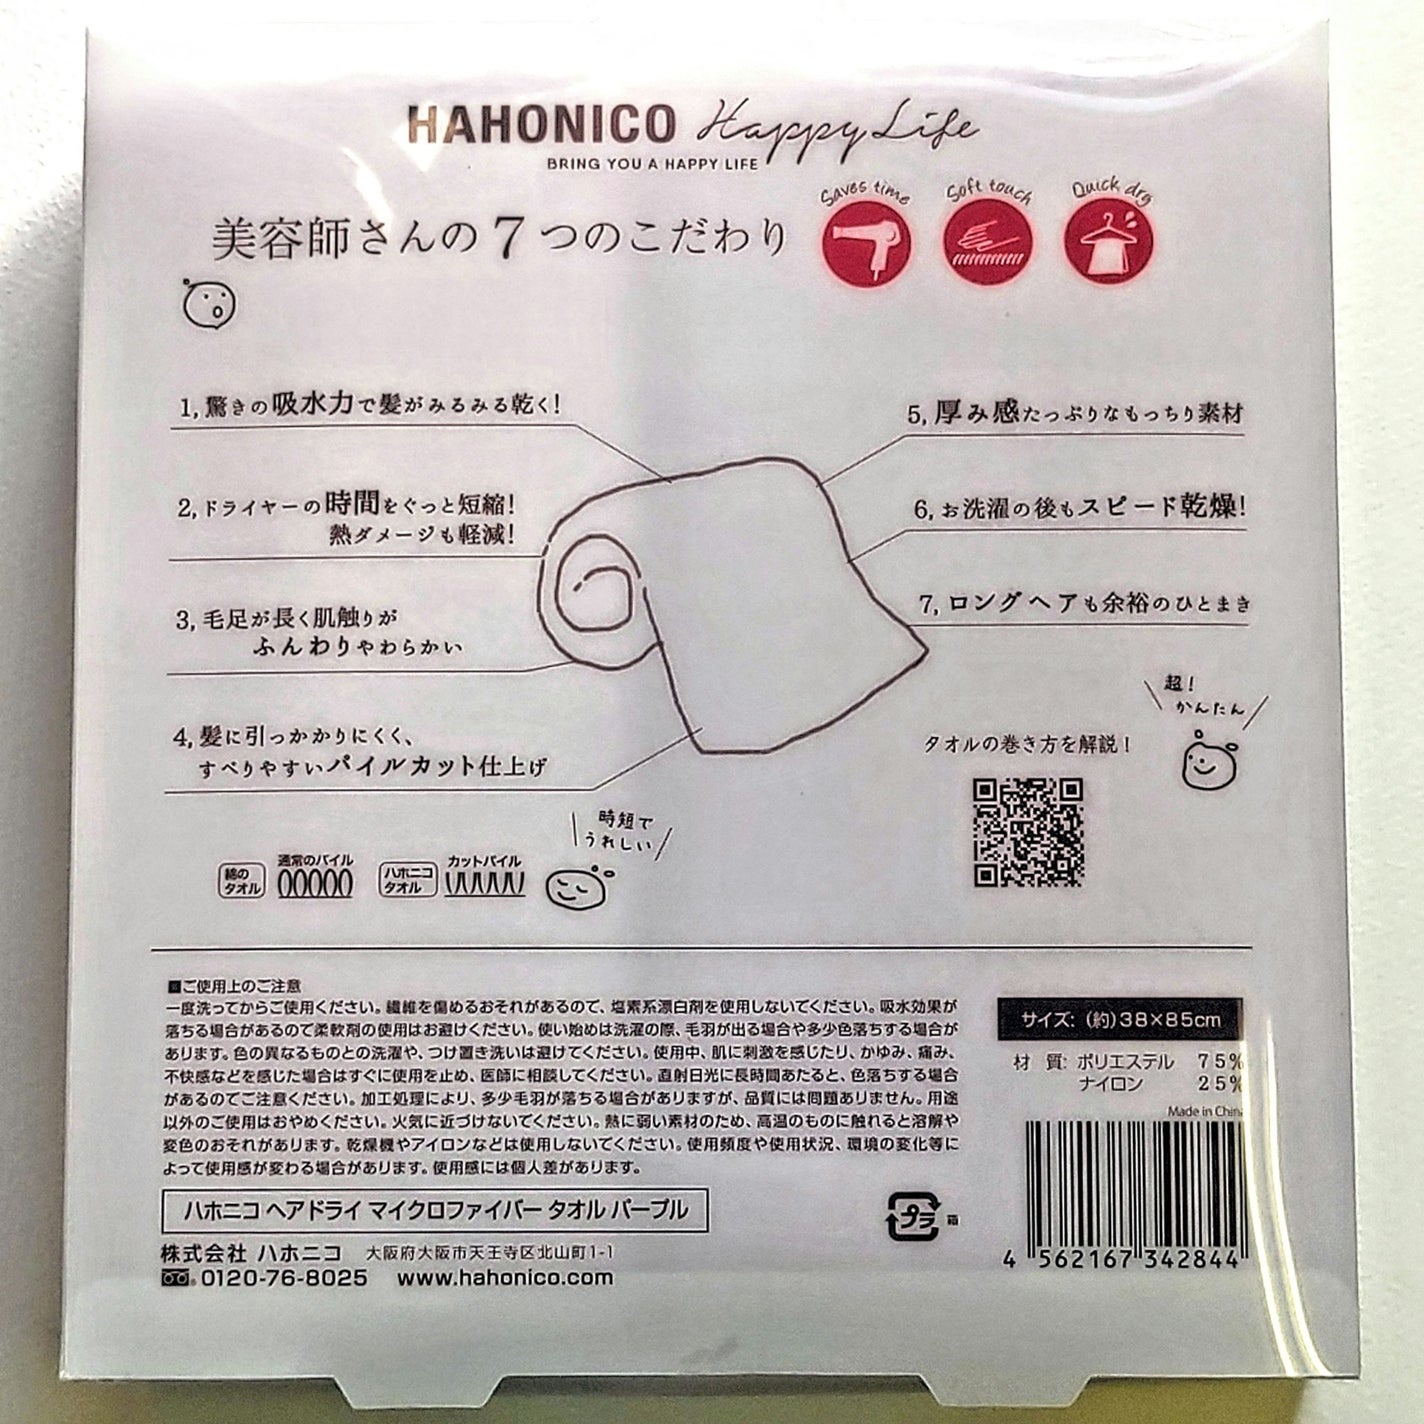 HAHONICO Happy Life
BRING YOU A HAPPY LIFE
Saves time
Soft touch
Quick dry
美容師さんの7つのこだわり
1, 驚きの吸水力で髪がみるみる乾く!
2, ドライヤーの時間をぐっと短縮!
熱ダメージも軽減!
3, 毛足が長く肌触りが
ふんわりやわらかい
4, 髪に引っかかりにくく、
すべりやすいパイルカット仕上げ
5, 厚み感たっぷりなもっちり素材
6, お洗濯の後もスピード乾燥!
7, ロングヘアも余裕のひとまき
超!
かんたん
タオルの巻き方を解説!
時短で
うれしい
綿の
タオル
通常のパイル
ハホニコ
タオル
カットパイル
■ご使用上のご注意
一度洗ってからご使用ください。繊維を傷めるおそれがあるので、塩素系漂白剤を使用しないでください。吸水効果が
落ちる場合があるので柔軟剤の使用はお避けください。使い始めは洗濯の際、毛羽が出る場合や多少色落ちする場合が
あります。色の異なるものとの洗濯や、つけ置き洗いは避けてください。使用中、肌に刺激を感じたり、かゆみ、痛み、
不快感などを感じた場合はすぐに使用を止め、医師に相談してください。直射日光に長時間あたると、色落ちする場合
があるのでご注意ください。加工処理により、多少毛羽が落ちる場合がありますが、品質には問題ありません。用途
以外のご使用はおやめください。火気に近づけないでください。熱に弱い素材のため、高温のものに触れると溶解や
変色のおそれがあります。乾燥機やアイロンなどは使用しないでください。使用頻度や使用状況、環境の変化等に
よって使用感が変わる場合があります。使用感には個人差があります。
ハホニコ ヘアドライ マイクロファイバー タオル パープル
株式会社 ハホニコ 大阪府大阪市天王寺区北山町1-1
0120-76-8025 www.hahonico.com
プラ
箱
サイズ: (約)38×85cm
材 質: ポリエステル 75%
ナイロン 25%
Made in China
4 562167 342844